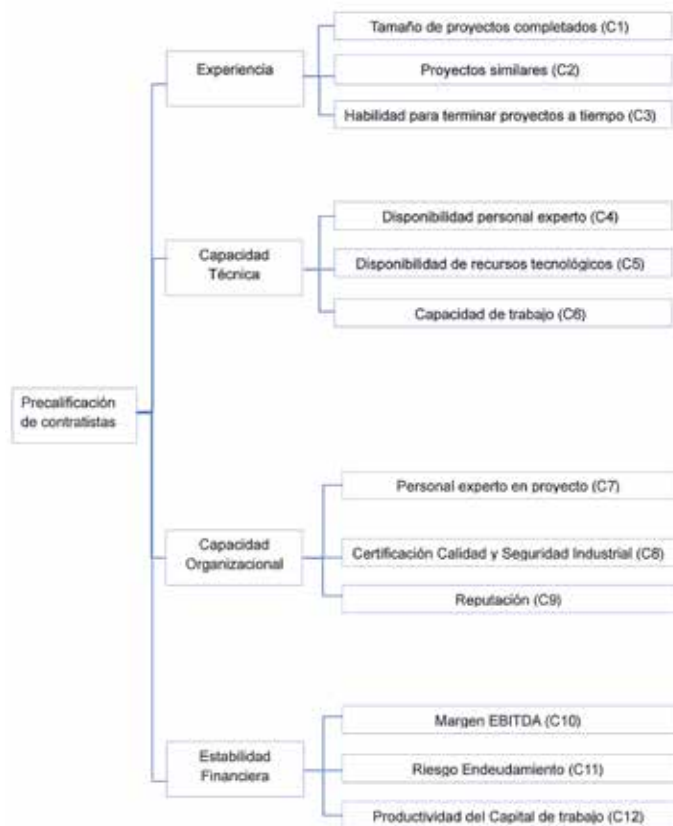 Precalificación
de contratistas
Experiencia
Tamaño de proyectos completados (C1)
Proyectos similares (C2)
Habilidad para terminar proyectos a tiempo (C3)
Capacidad
Técnica
Disponibilidad personal experto (C4)
Disponibilidad de recursos tecnológicos (C5)
Capacidad de trabajo (C6)
Capacidad
Organizacional
Personal experto en proyecto (C7)
Certificación Calidad y Seguridad Industrial (C8)
Reputación (C9)
Estabilidad
Financiera
Margen EBITDA (C10)
Riesgo Endeudamiento (C11)
Productividad del Capital de trabajo (C12)